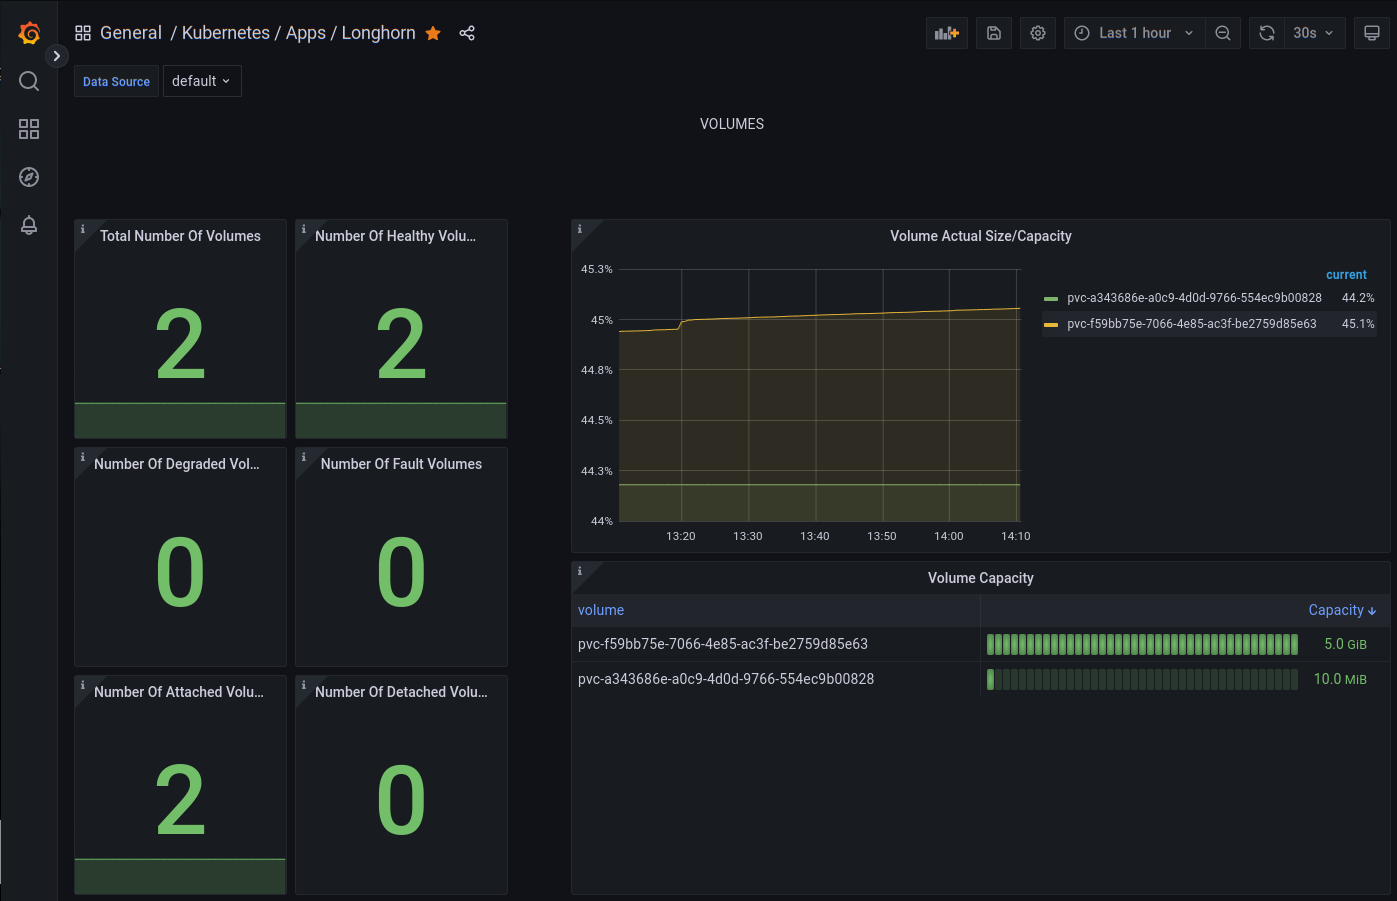 General / Kubernetes / Apps / Longhorn
Last 1 hour
30s
Data Source
default
VOLUMES
Total Number Of Volumes
2
Number Of Healthy Volu...
2
Number Of Degraded Vol...
0
Number Of Fault Volumes
0
Number Of Attached Volu...
2
Number Of Detached Volu...
0
Volume Actual Size/Capacity
45.3%
45%
44.8%
44.5%
44.3%
44%
13:20 13:30 13:40 13:50 14:00 14:10
current
pvc-a343686e-a0c9-4d0d-9766-554ec9b00828 44.2%
pvc-f59bb75e-7066-4e85-ac3f-be2759d85e63 45.1%
Volume Capacity
volume Capacity
pvc-f59bb75e-7066-4e85-ac3f-be2759d85e63 5.0 GiB
pvc-a343686e-a0c9-4d0d-9766-554ec9b00828 10.0 MiB